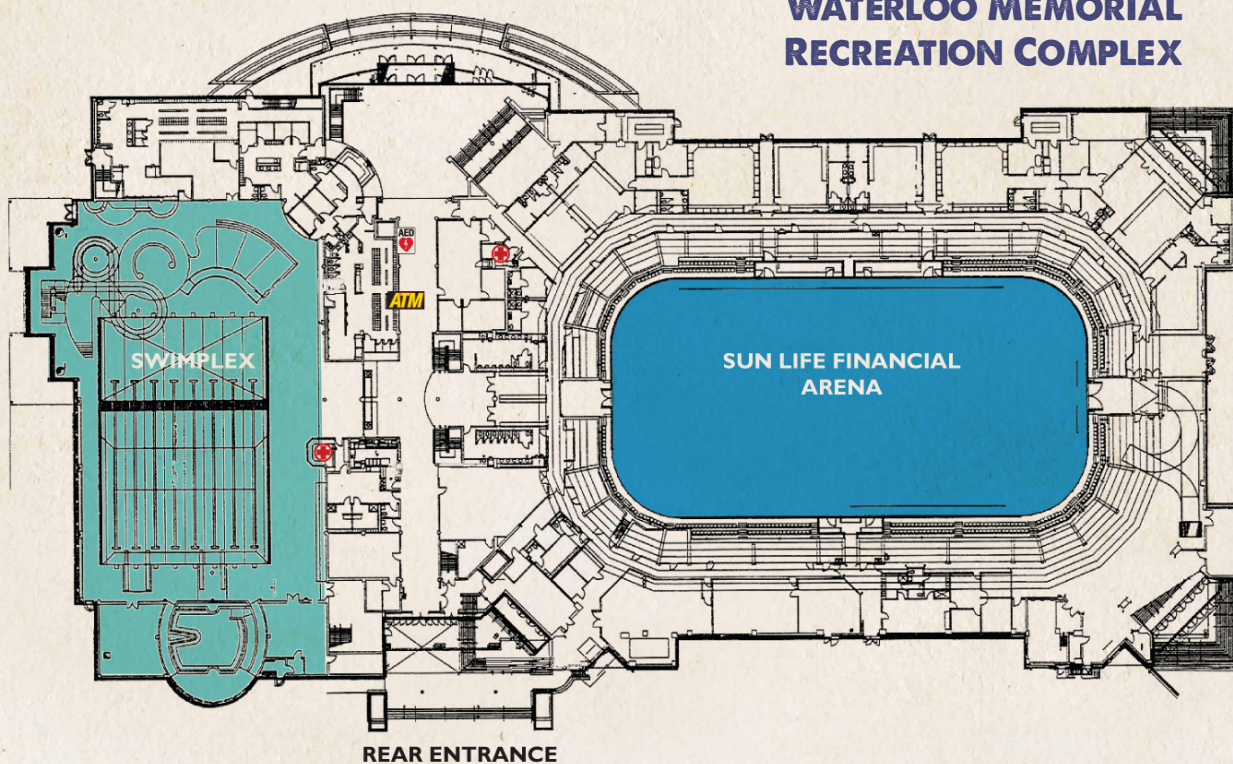 WATERLOO MEMORIAL
RECREATION COMPLEX
AED
ATM
SWIMPLEX
SUN LIFE FINANCIAL
ARENA
REAR ENTRANCE